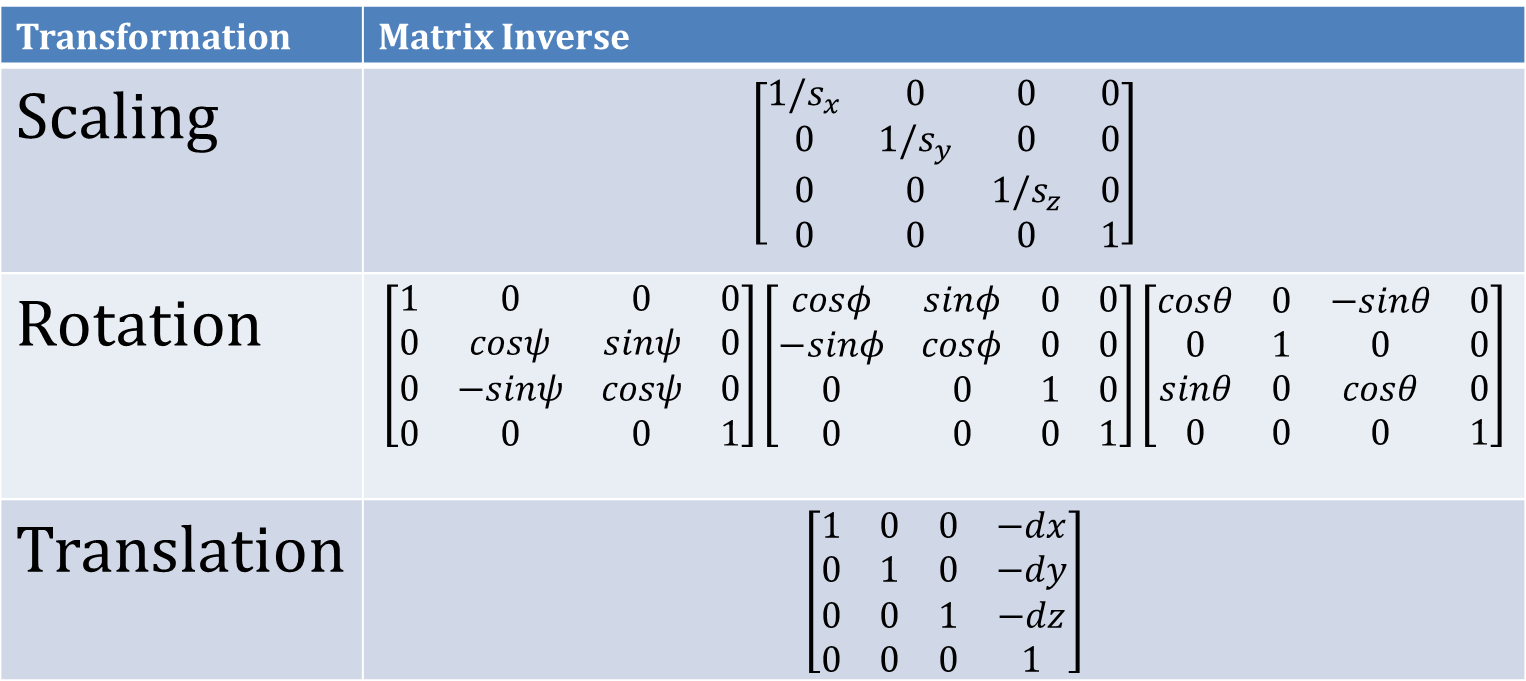 Transformation Matrix Inverse
Scaling
[1/sₓ 0 0 0]
[0 1/s_y 0 0]
[0 0 1/s_z 0]
[0 0 0 1]
Rotation
[1 0 0 0] [cosϕ sinϕ 0 0] [cosθ 0 −sinθ 0]
[0 cosψ sinψ 0] [−sinϕ cosϕ 0 0] [0 1 0 0]
[0 −sinψ cosψ 0] [0 0 1 0] [sinθ 0 cosθ 0]
[0 0 0 1] [0 0 0 1] [0 0 0 1]
Translation
[1 0 0 −dx]
[0 1 0 −dy]
[0 0 1 −dz]
[0 0 0 1]